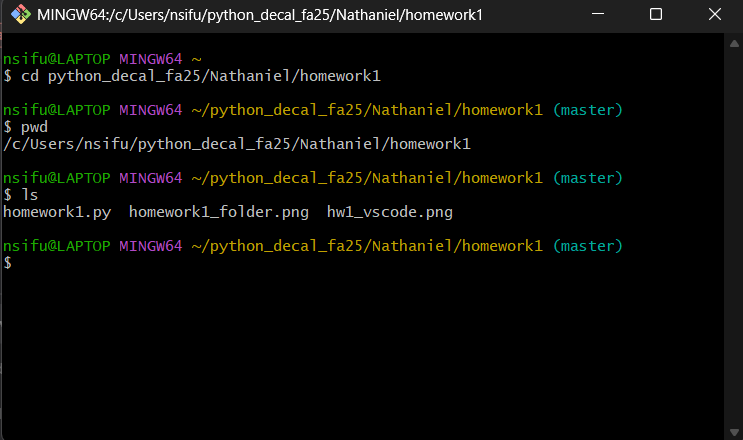 MINGW64:/c/Users/nsifu/python_decal_fa25/Nathaniel/homework1
nsifu@LAPTOP MINGW64 ~
$ cd python_decal_fa25/Nathaniel/homework1
nsifu@LAPTOP MINGW64 ~/python_decal_fa25/Nathaniel/homework1 (master)
$ pwd
/c/Users/nsifu/python_decal_fa25/Nathaniel/homework1
nsifu@LAPTOP MINGW64 ~/python_decal_fa25/Nathaniel/homework1 (master)
$ ls
homework1.py  homework1_folder.png  hw1_vscode.png
nsifu@LAPTOP MINGW64 ~/python_decal_fa25/Nathaniel/homework1 (master)
$